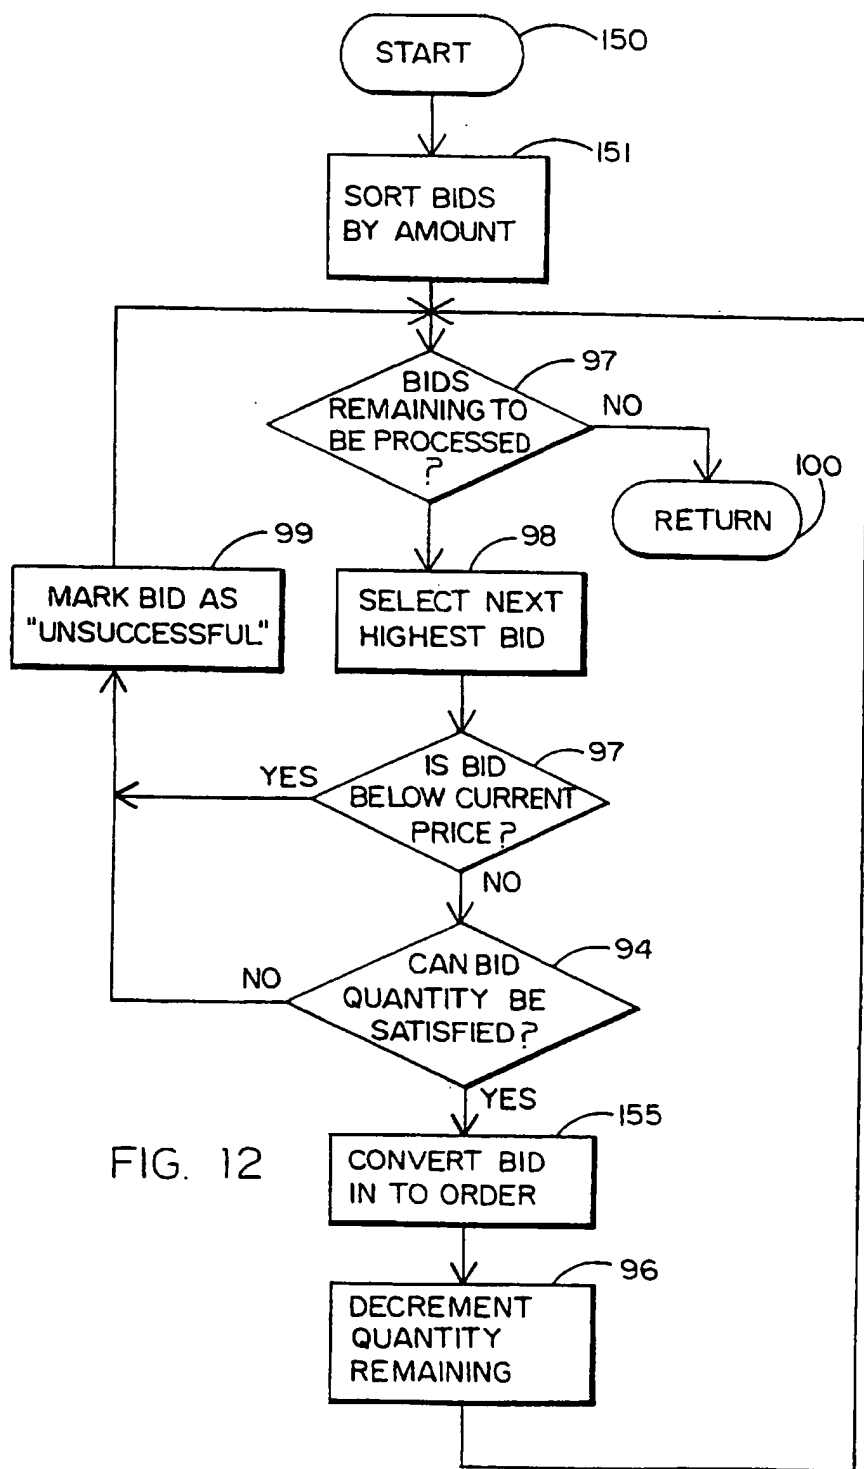 START
150
151
SORT BIDS
BY AMOUNT
97
BIDS
REMAINING TO
BE PROCESSED
?
NO
100
RETURN
99
MARK BID AS
"UNSUCCESSFUL"
98
SELECT NEXT
HIGHEST BID
97
YES
IS BID
BELOW CURRENT
PRICE?
NO
94
NO
CAN BID
QUANTITY BE
SATISFIED?
YES
155
FIG. 12
CONVERT BID
IN TO ORDER
96
DECREMENT
QUANTITY
REMAINING